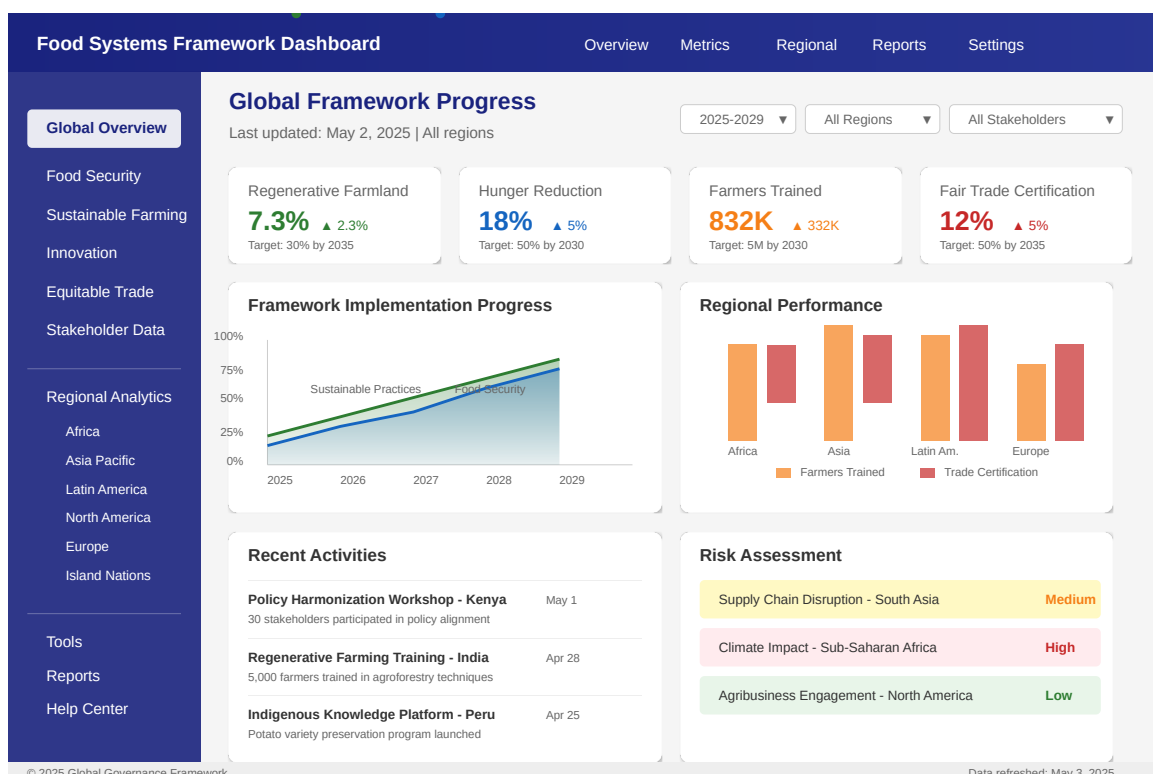 Food Systems Framework Dashboard
Overview Metrics Regional Reports Settings
Global Overview
Food Security
Sustainable Farming
Innovation
Equitable Trade
Stakeholder Data
Regional Analytics
Africa
Asia Pacific
Latin America
North America
Europe
Island Nations
Tools
Reports
Help Center
Global Framework Progress
Last updated: May 2, 2025 | All regions
2025-2029 ▼ All Regions ▼ All Stakeholders ▼
Regenerative Farmland
7.3% ▲ 2.3%
Target: 30% by 2035
Hunger Reduction
18% ▲ 5%
Target: 50% by 2030
Farmers Trained
832K ▲ 332K
Target: 5M by 2030
Fair Trade Certification
12% ▲ 5%
Target: 50% by 2035
Framework Implementation Progress
100%
75%
50%
25%
0%
Sustainable Practices Food Security
2025 2026 2027 2028 2029
Regional Performance
Africa Asia Latin Am. Europe
Farmers Trained Trade Certification
Recent Activities
Policy Harmonization Workshop - Kenya May 1
30 stakeholders participated in policy alignment
Regenerative Farming Training - India Apr 28
5,000 farmers trained in agroforestry techniques
Indigenous Knowledge Platform - Peru Apr 25
Potato variety preservation program launched
Risk Assessment
Supply Chain Disruption - South Asia Medium
Climate Impact - Sub-Saharan Africa High
Agribusiness Engagement - North America Low
© 2025 Global Governance Framework
Data refreshed: May 3, 2025